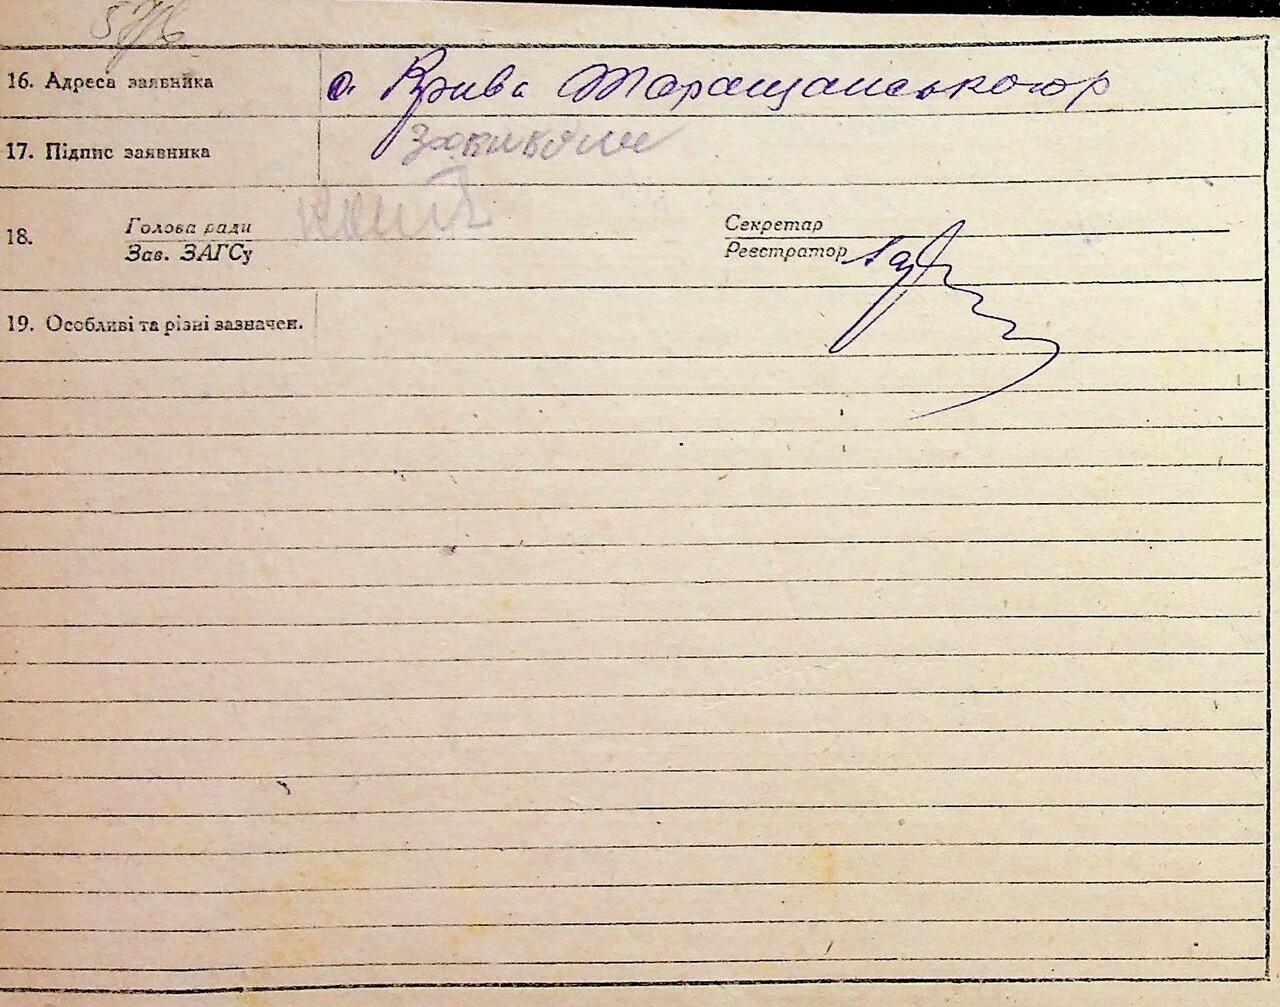 16. Адреса заявника с. Крива Таращанського р
17. Підпис заявника
18. Голова ради Секретар
Зав. ЗАГСу Реєстратор
19. Особливі та різні зазначен.